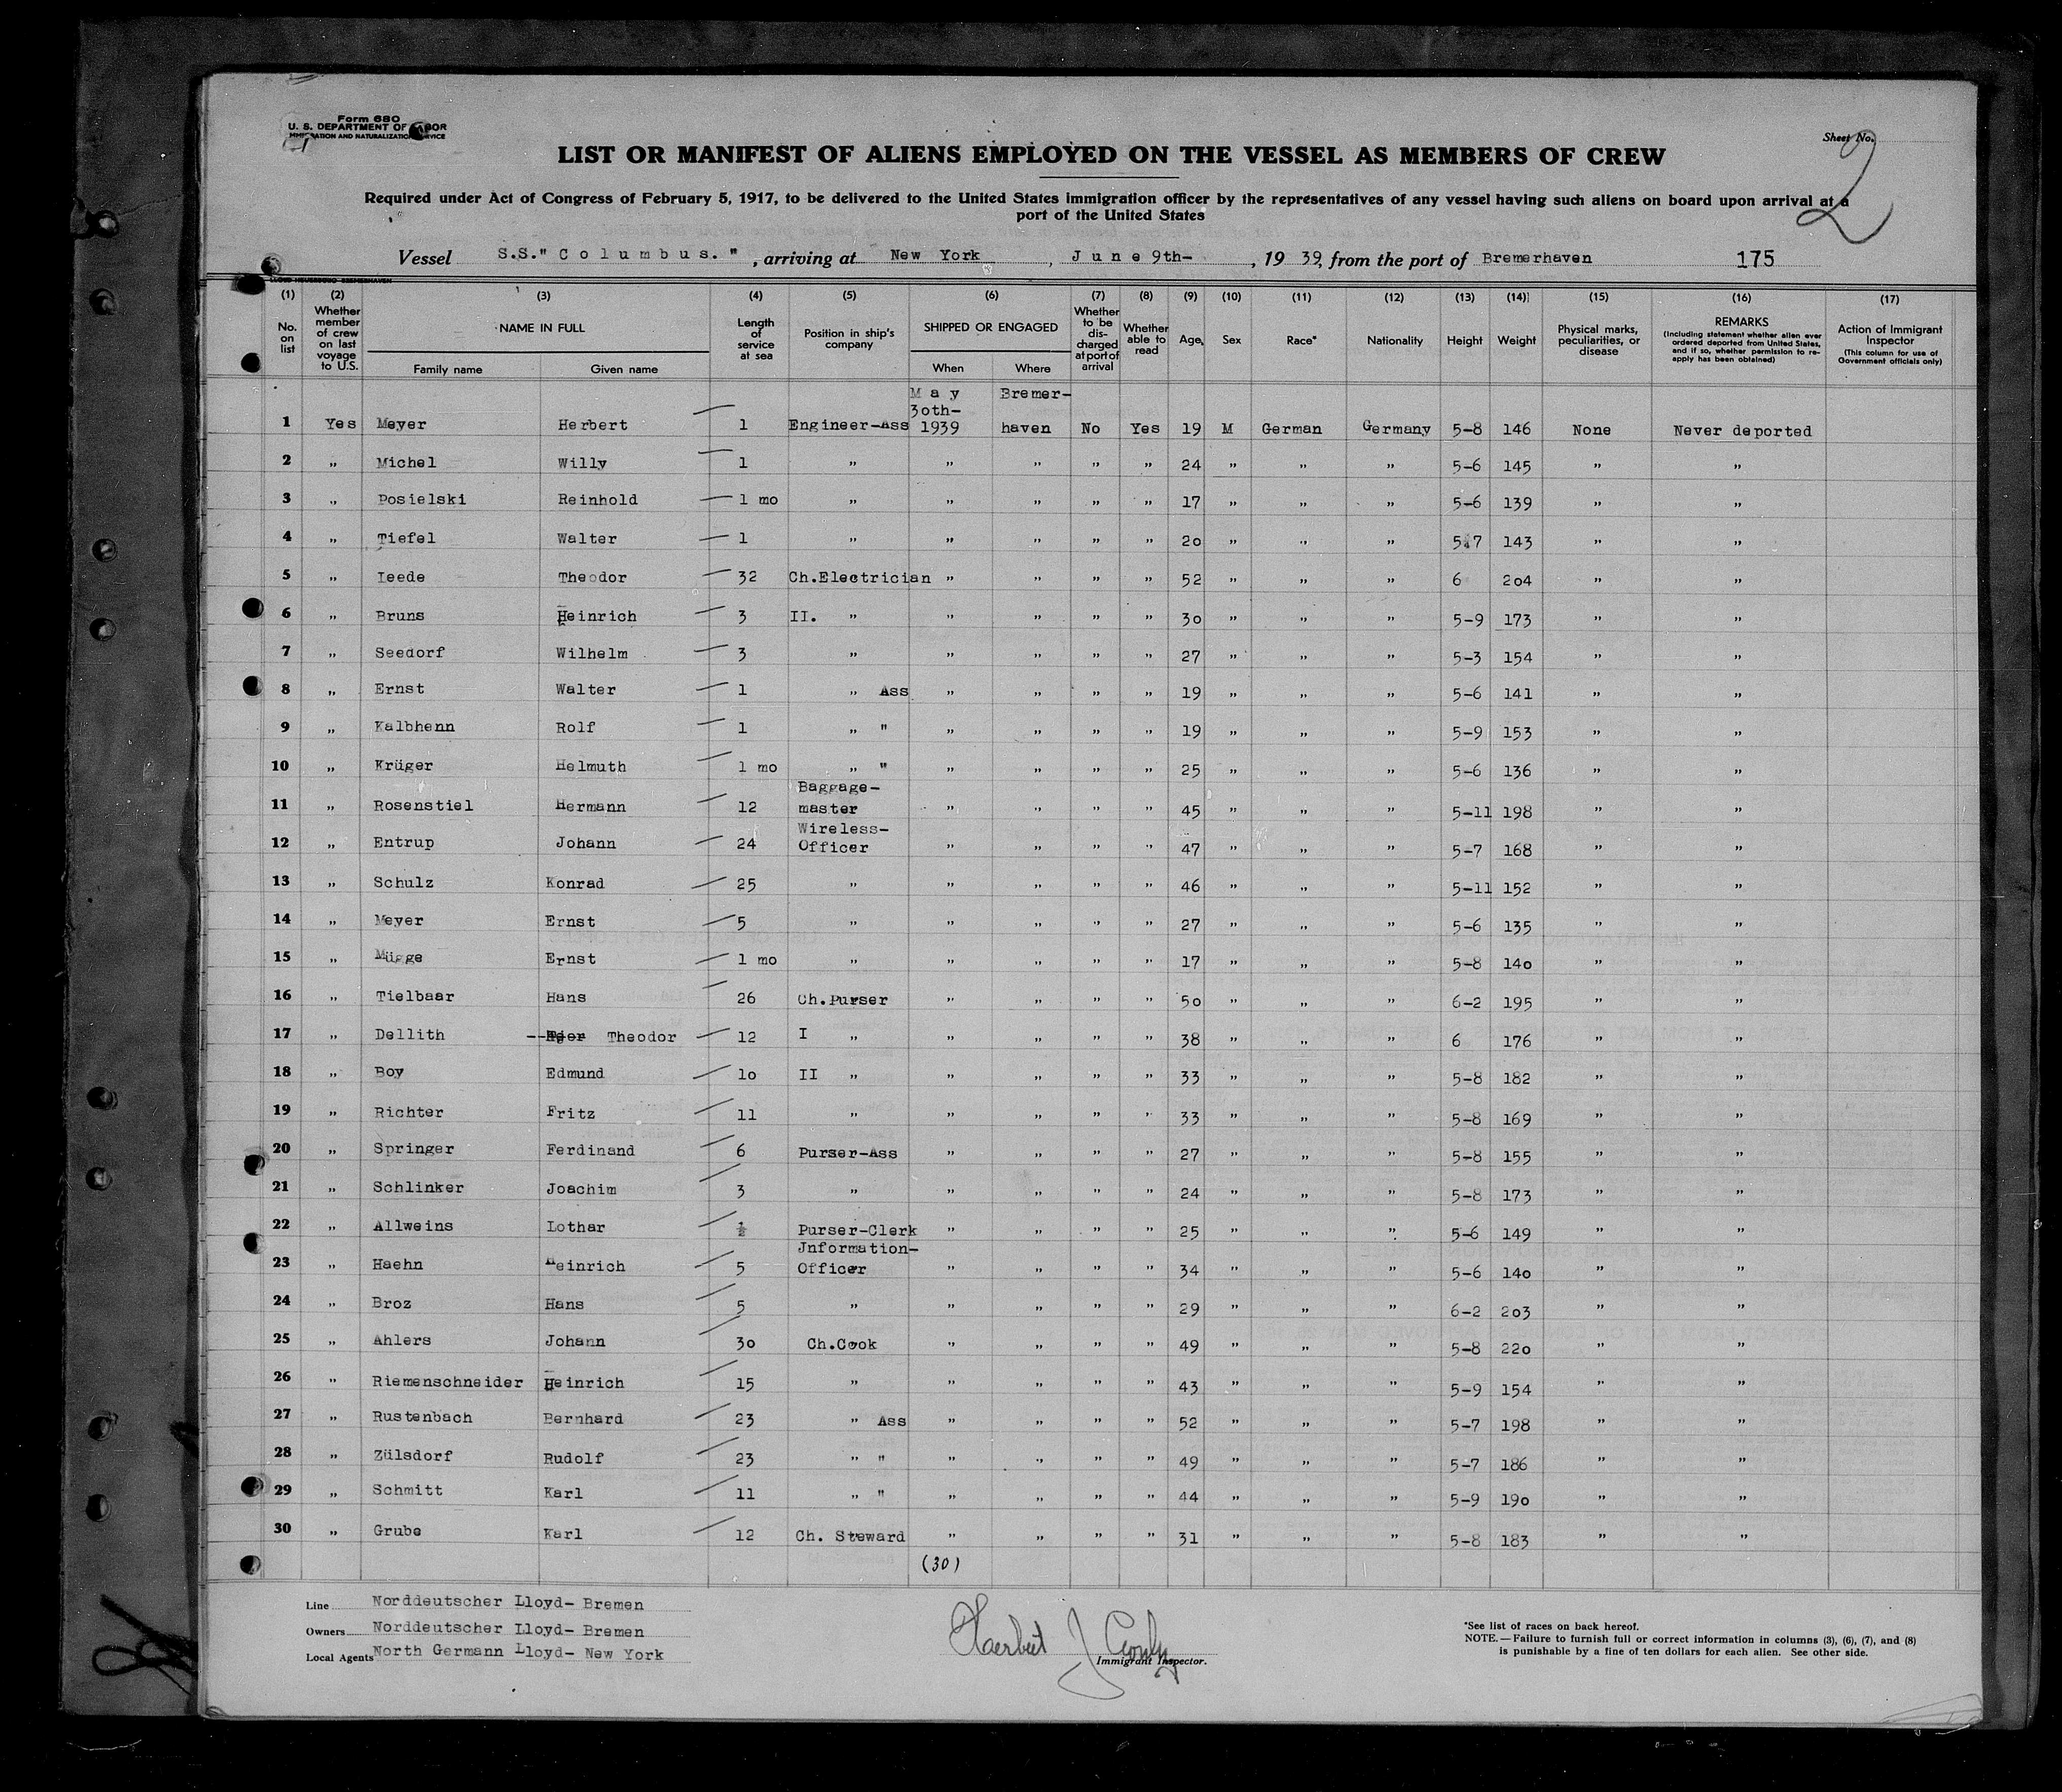 Form 680
U. S. DEPARTMENT OF LABOR
IMMIGRATION AND NATURALIZATION SERVICE
Sheet No. 2
LIST OR MANIFEST OF ALIENS EMPLOYED ON THE VESSEL AS MEMBERS OF CREW
Required under Act of Congress of February 5, 1917, to be delivered to the United States immigration officer by the representatives of any vessel having such aliens on board upon arrival at a
port of the United States
Vessel S.S." C o l u m b u s. " , arriving at New York , J u n e 9th- , 19 39, from the port of Bremerhaven 175
(1) (2) (3) (4) (5) (6) (7) (8) (9) (10) (11) (12) (13) (14) (15) (16) (17)
No. on list Whether member of crew on last voyage to U.S. NAME IN FULL Length of service at sea Position in ship's company SHIPPED OR ENGAGED Whether to be discharged at port of arrival Whether able to read Age, Sex Race* Nationality Height Weight Physical marks, peculiarities, or disease REMARKS (Including statement whether alien ever ordered deported from United States, and if so, whether permission to re-apply has been obtained) Action of Immigrant Inspector (This column for use of Government officials only)
Family name Given name When Where
1 Yes Meyer Herbert 1 Engineer-Ass M a y 3oth- 1939 Bremer- haven No Yes 19 M German Germany 5-8 146 None Never deported
2 " Michel Willy 1 " " " " " 24 " " " 5-6 145 " "
3 " Posielski Reinhold 1 mo " " " " " 17 " " " 5-6 139 " "
4 " Tiefel Walter 1 " " " " " 2o " " " 5-7 143 " "
5 " Ieede Theodor 32 Ch.Electrician " " " " 52 " " " 6 2o4 " "
6 " Bruns Heinrich 3 II. " " " " " 3o " " " 5-9 173 " "
7 " Seedorf Wilhelm 3 " " " " " 27 " " " 5-3 154 " "
8 " Ernst Walter 1 " Ass " " " " 19 " " " 5-6 141 " "
9 " Kalbhenn Rolf 1 " " " " " " 19 " " " 5-9 153 " "
10 " Krüger Helmuth 1 mo " " " " " " 25 " " " 5-6 136 " "
11 " Rosenstiel Hermann 12 Baggage- master " " " " 45 " " " 5-11 198 " "
12 " Entrup Johann 24 Wireless- Officer " " " " 47 " " " 5-7 168 " "
13 " Schulz Konrad 25 " " " " " 46 " " " 5-11 152 " "
14 " Meyer Ernst 5 " " " " " 27 " " " 5-6 135 " "
15 " Mügge Ernst 1 mo " " " " " 17 " " " 5-8 14o " "
16 " Tielbaar Hans 26 Ch.Purser " " " " 5o " " " 6-2 195 " "
17 " Dellith Theodor 12 I " " " " " 38 " " " 6 176 " "
18 " Boy Edmund 1o II " " " " " 33 " " " 5-8 182 " "
19 " Richter Fritz 11 " " " " " 33 " " " 5-8 169 " "
20 " Springer Ferdinand 6 Purser-Ass " " " " 27 " " " 5-8 155 " "
21 " Schlinker Joachim 3 " " " " " 24 " " " 5-8 173 " "
22 " Allweins Lothar ½ Purser-Clerk " " " " 25 " " " 5-6 149 " "
23 " Haehn Heinrich 5 Jnformation- Officer " " " " 34 " " " 5-6 14o " "
24 " Broz Hans 5 " " " " " 29 " " " 6-2 2o3 " "
25 " Ahlers Johann 3o Ch.Cook " " " " 49 " " " 5-8 22o " "
26 " Riemenschneider Heinrich 15 " " " " " 43 " " " 5-9 154 " "
27 " Rustenbach Bernhard 23 " Ass " " " " 52 " " " 5-7 198 " "
28 " Zülsdorf Rudolf 23 " " " " " " 49 " " " 5-7 186 " "
29 " Schmitt Karl 11 " " " " " " 44 " " " 5-9 19o " "
30 " Grube Karl 12 Ch. Steward " " " " 31 " " " 5-8 183 " "
(30)
Line Norddeutscher Lloyd- Bremen
Owners Norddeutscher Lloyd- Bremen
Local Agents North Germann Lloyd- New York
Herbert J
Immigrant Inspector.
*See list of races on back hereof.
NOTE.—Failure to furnish full or correct information in columns (3), (6), (7), and (8)
is punishable by a fine of ten dollars for each alien. See other side.